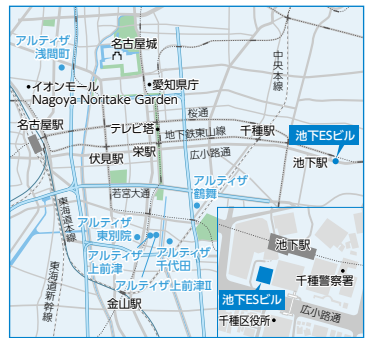 アルティザ
浅間町
名古屋城
中央本線
•イオンモール
Nagoya Noritake Garden
•愛知県庁
桜通
名古屋駅
テレビ塔•
地下鉄東山線
千種駅
池下ESビル
伏見駅
栄駅
広小路通
池下駅
若宮大通
アルティザ
鶴舞
東海道本線
アルティザ
東別院
アルティザ
上前津
アルティザ
千代田
アルティザ上前津II
東海道新幹線
金山駅
池下駅
千種警察署
池下ESビル
広小路通
千種区役所•